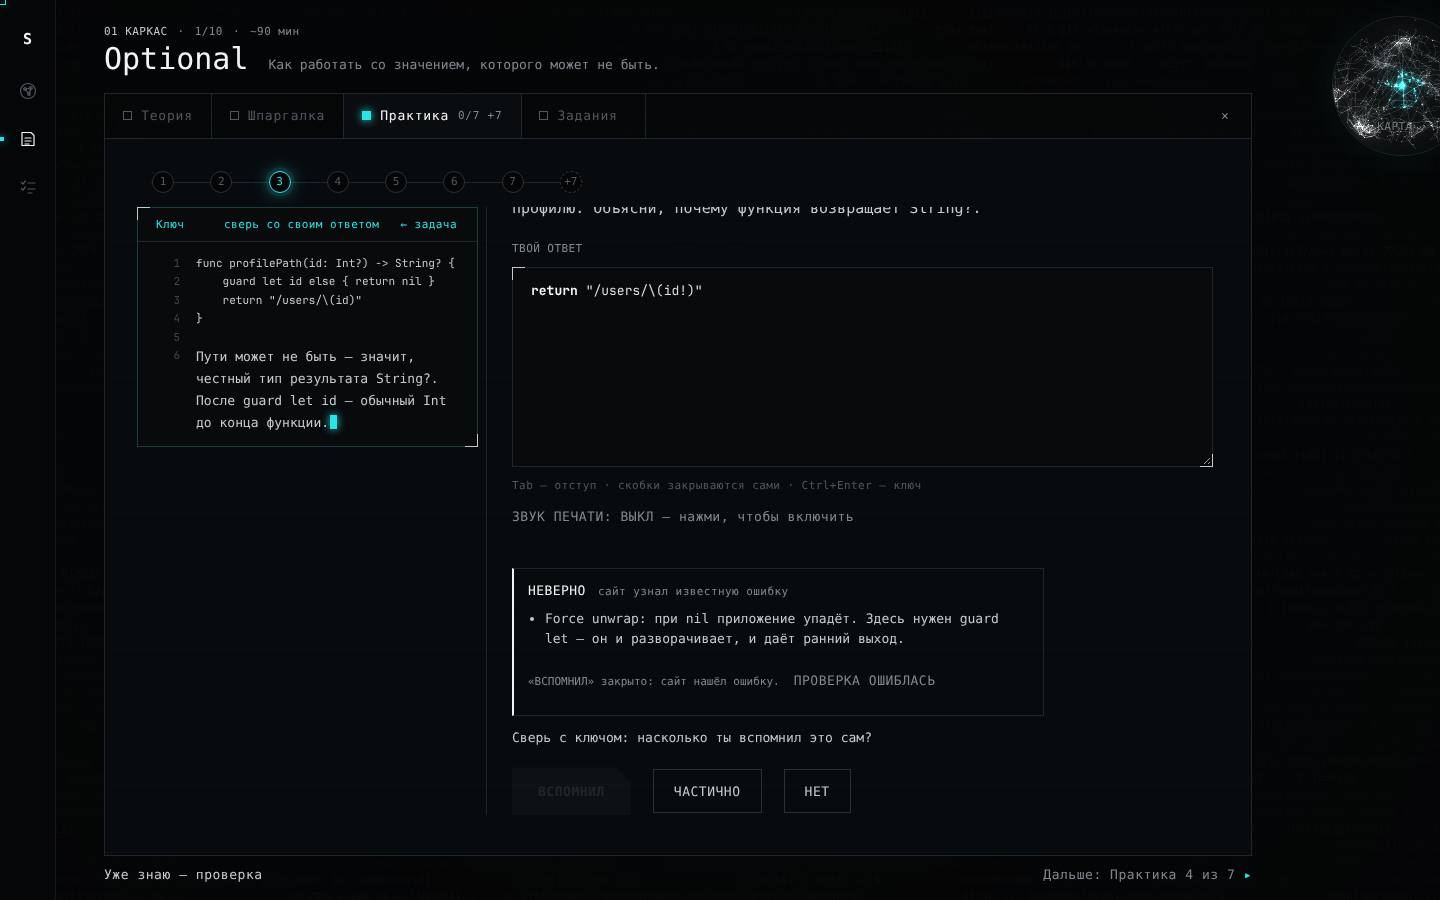 S
01 КАРКАС · 1/10 · ~90 мин
Optional Как работать со значением, которого может не быть.
Теория
Шпаргалка
Практика 0/7 +7
Задания
×
КАРТА
1 2 3 4 5 6 7 +7
Ключ сверь со своим ответом ← задача
1 func profilePath(id: Int?) -> String? {
2 guard let id else { return nil }
3 return "/users/\(id)"
4 }
5
6 Пути может не быть — значит,
честный тип результата String?.
После guard let id — обычный Int
до конца функции.
профилю. Объясни, почему функция возвращает String?.
ТВОЙ ОТВЕТ
return "/users/\(id!)"
Tab — отступ · скобки закрываются сами · Ctrl+Enter — ключ
ЗВУК ПЕЧАТИ: ВЫКЛ — нажми, чтобы включить
НЕВЕРНО сайт узнал известную ошибку
• Force unwrap: при nil приложение упадёт. Здесь нужен guard
let — он и разворачивает, и даёт ранний выход.
«ВСПОМНИЛ» закрыто: сайт нашёл ошибку. ПРОВЕРКА ОШИБЛАСЬ
Сверь с ключом: насколько ты вспомнил это сам?
ВСПОМНИЛ
ЧАСТИЧНО
НЕТ
Уже знаю — проверка
Дальше: Практика 4 из 7 ▸